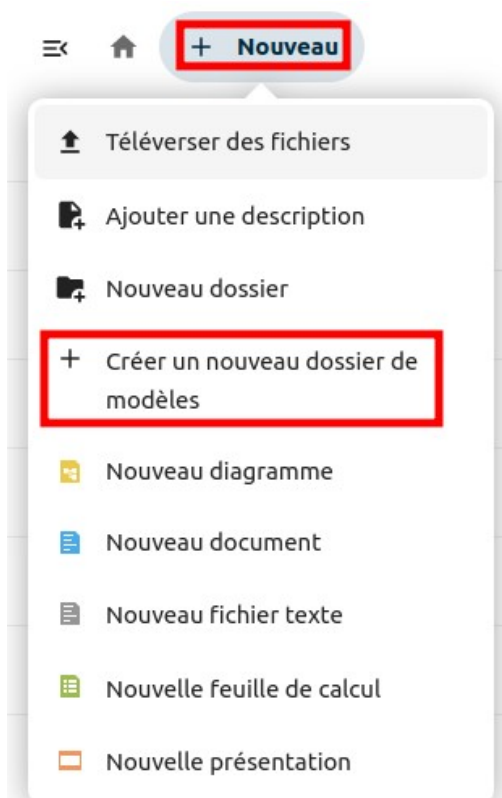 + Nouveau
Téléverser des fichiers
Ajouter une description
Nouveau dossier
+ Créer un nouveau dossier de
modèles
Nouveau diagramme
Nouveau document
Nouveau fichier texte
Nouvelle feuille de calcul
Nouvelle présentation